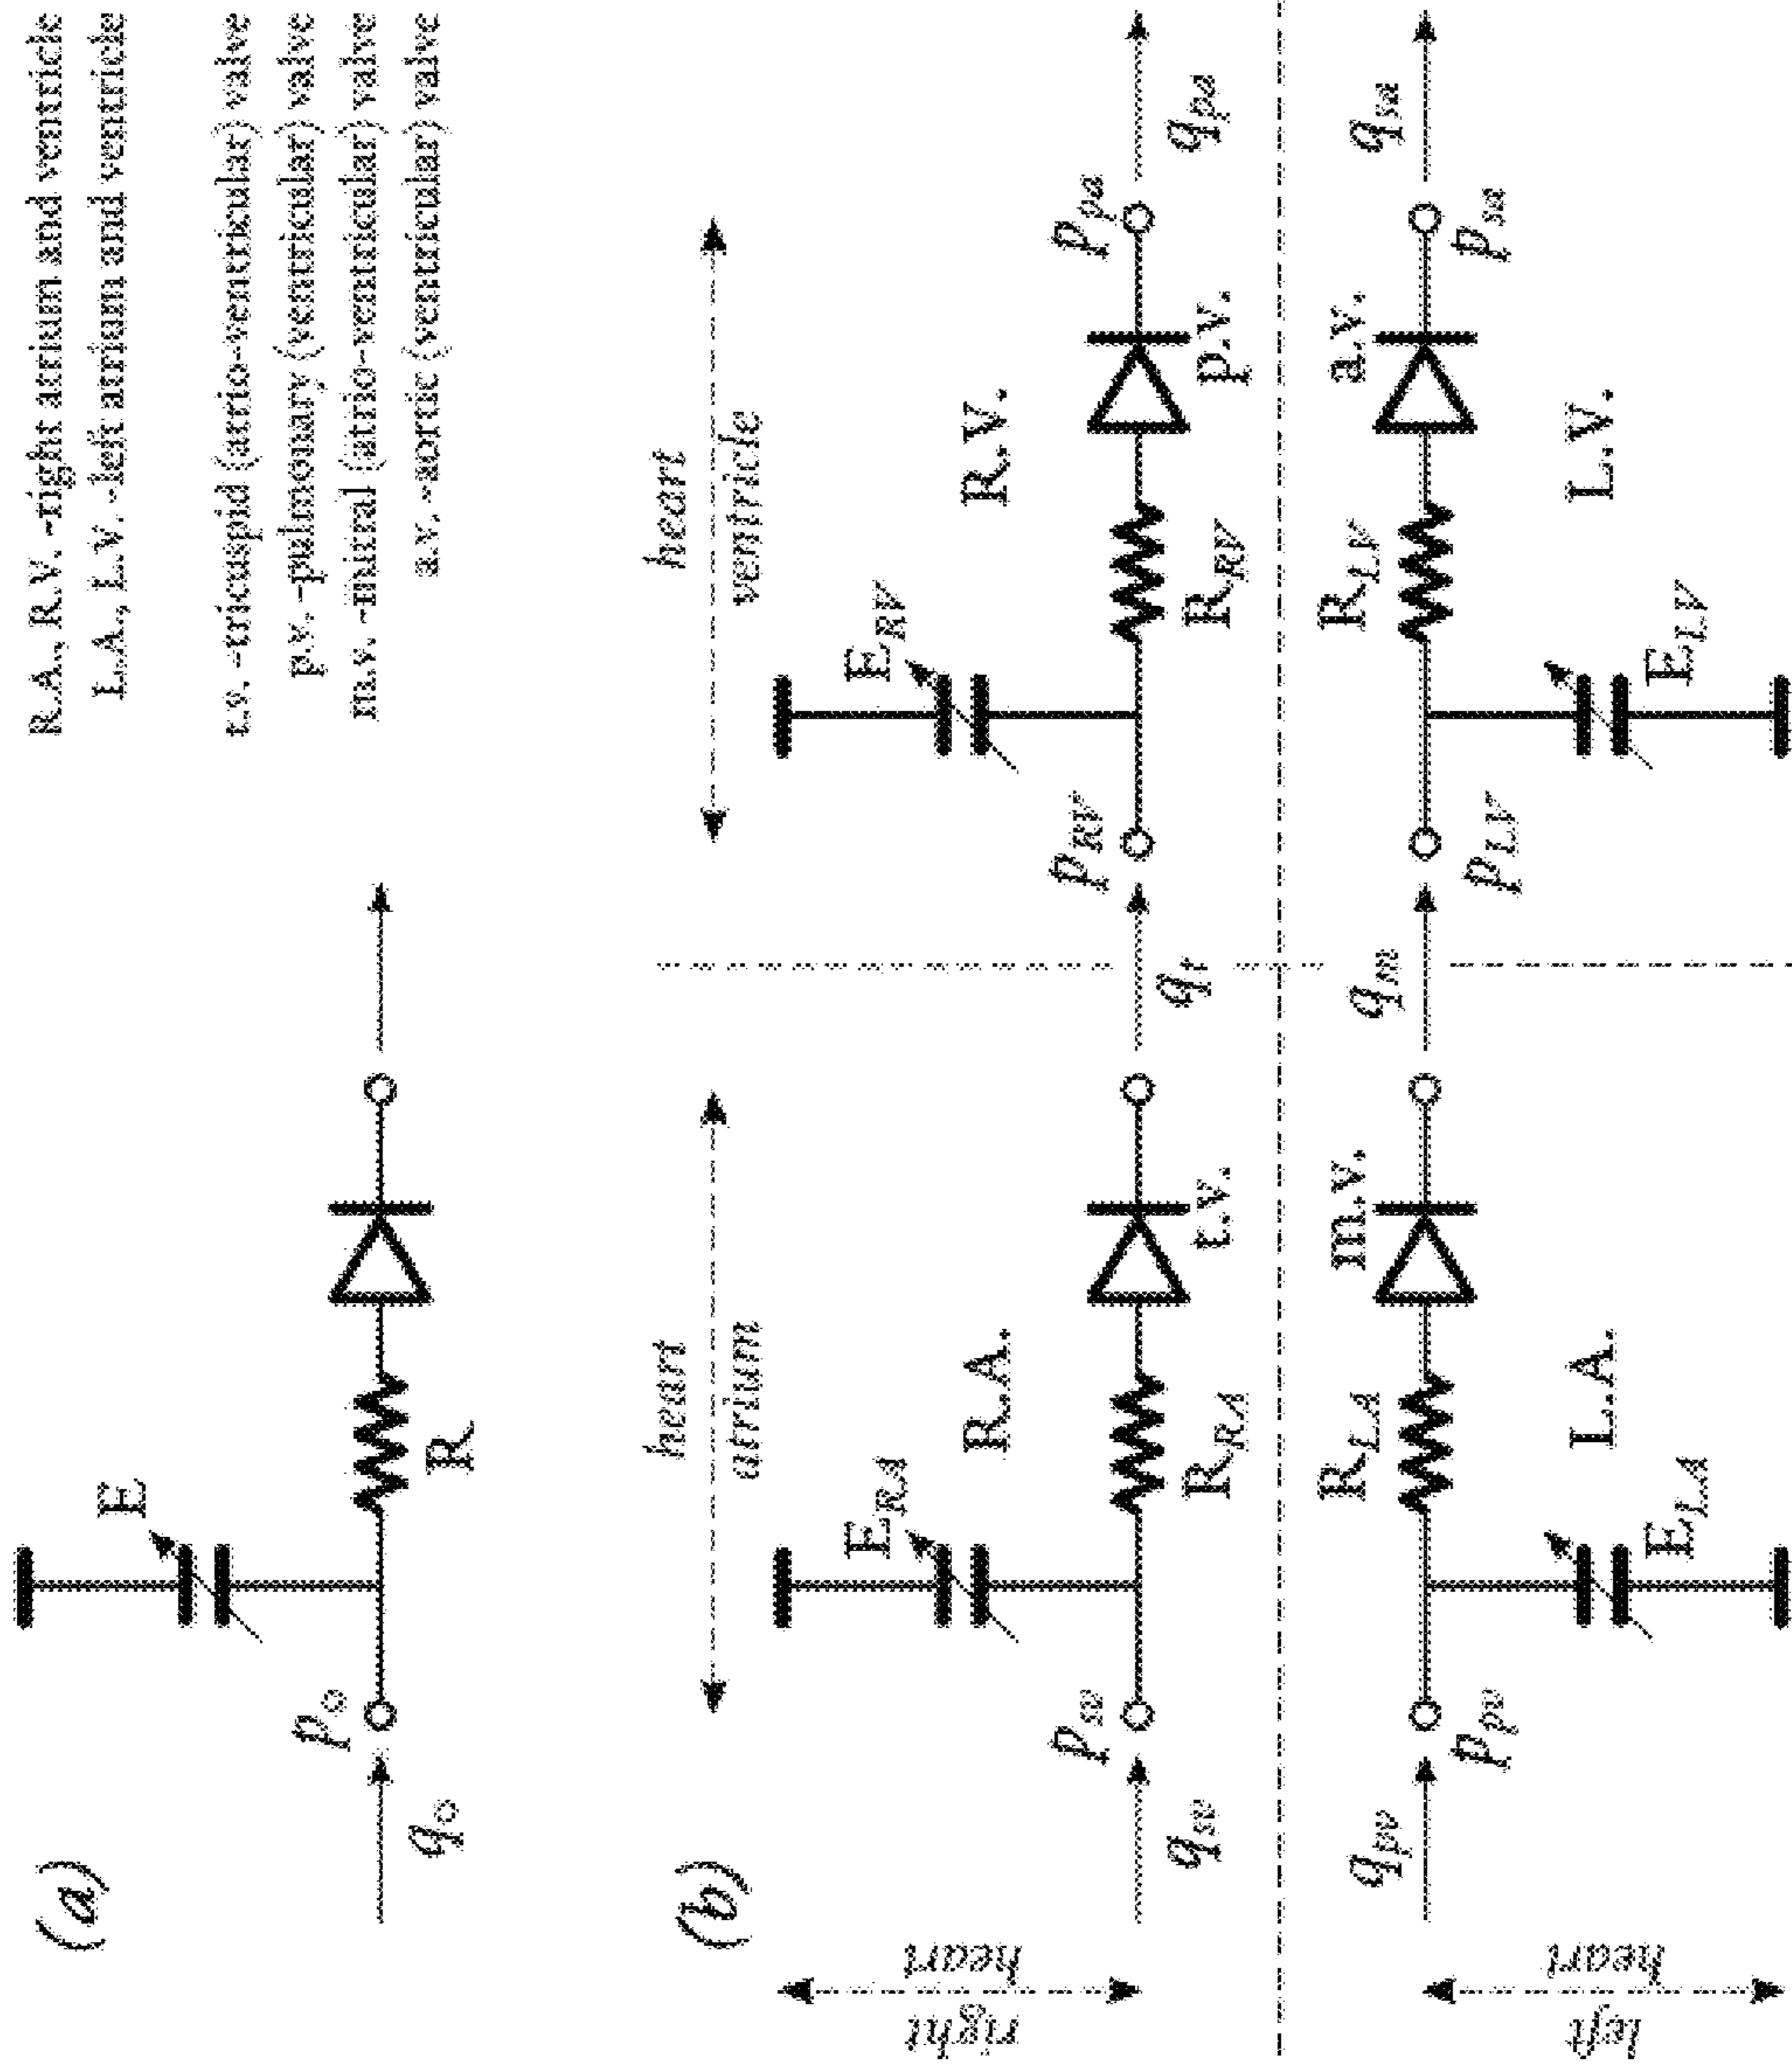 (a)
E
p_o
q_o
R
R.A., R.V. -right atrium and ventricle
L.A., L.V. -left atrium and ventricle
t.v. -tricuspid (atrio-ventricular) valve
p.v. -pulmonary (ventricular) valve
m.v. -mitral (atrio-ventricular) valve
a.v. -aortic (ventricular) valve
(b)
heart
atrium
heart
ventricle
right
heart
E_RA
R.A.
E_RV
R.V.
p_sv
p_RV
p_pa
q_sv
R_RA
t.v.
q_t
R_RV
p.v.
q_pa
left
heart
q_pv
R_LA
m.v.
q_m
R_LV
a.v.
q_sa
p_pv
p_LV
p_sa
E_LA
L.A.
E_LV
L.V.